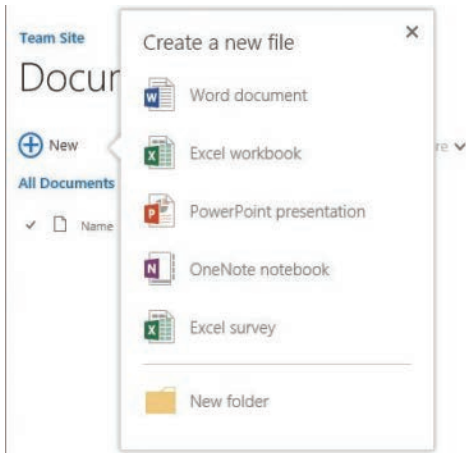 Team Site
Create a new file
Docur
Word document
New
Excel workbook
re
All Documents
Name
PowerPoint presentation
OneNote notebook
Excel survey
New folder